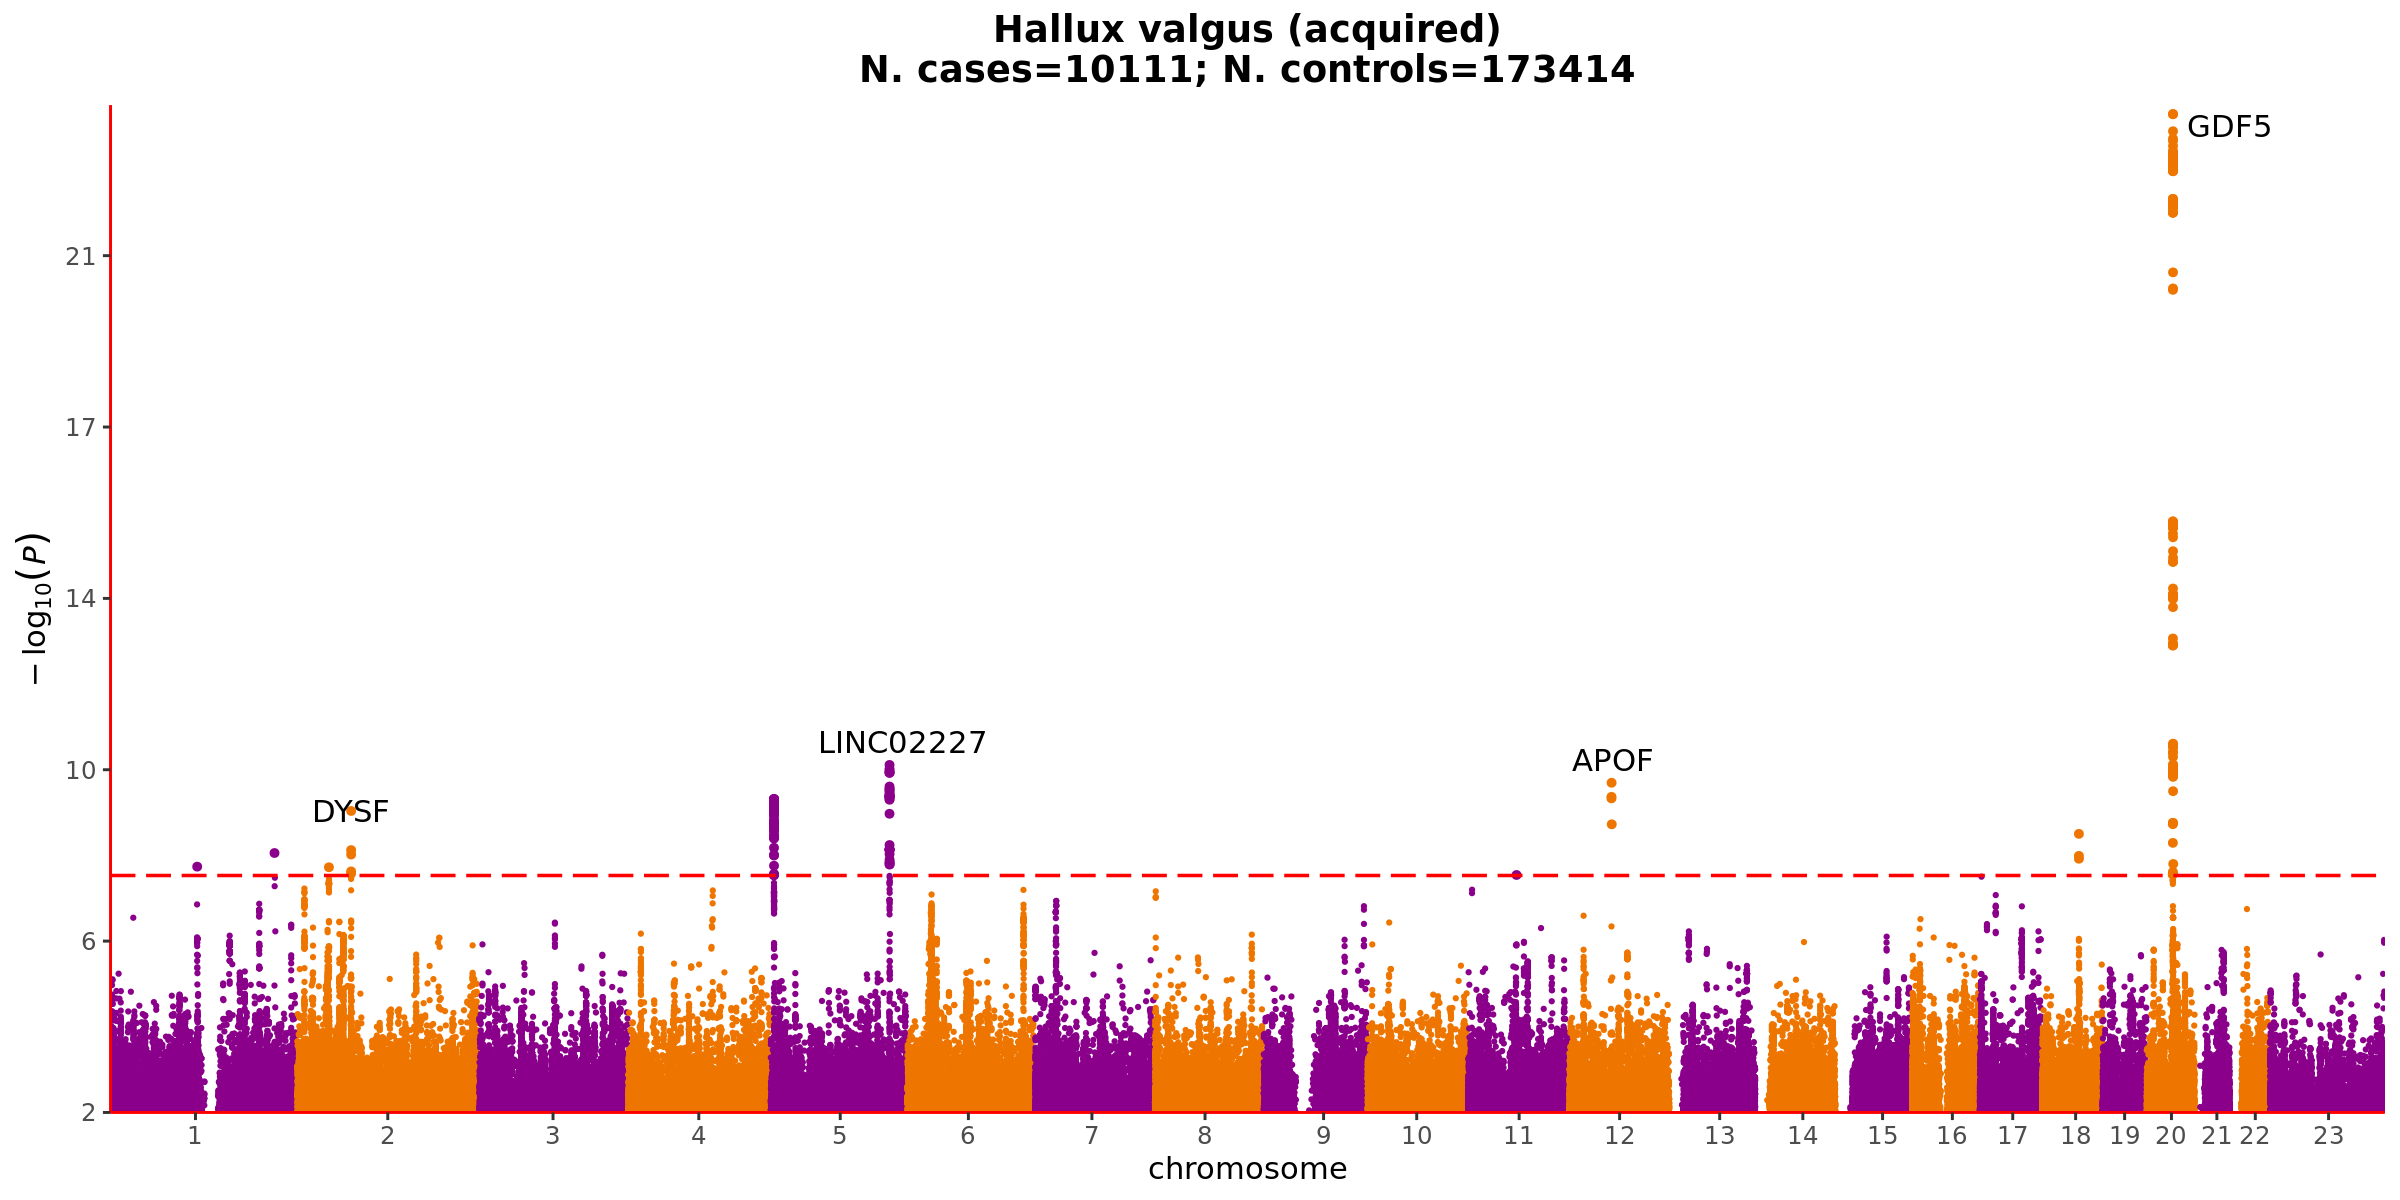 Hallux valgus (acquired)
N. cases=10111; N. controls=173414
GDF5
21
17
14
LINC02227
APOF
10
DYSF
6
2
− log10(P)
1 2 3 4 5 6 7 8 9 10 11 12 13 14 15 16 17 18 19 20 21 22 23
chromosome